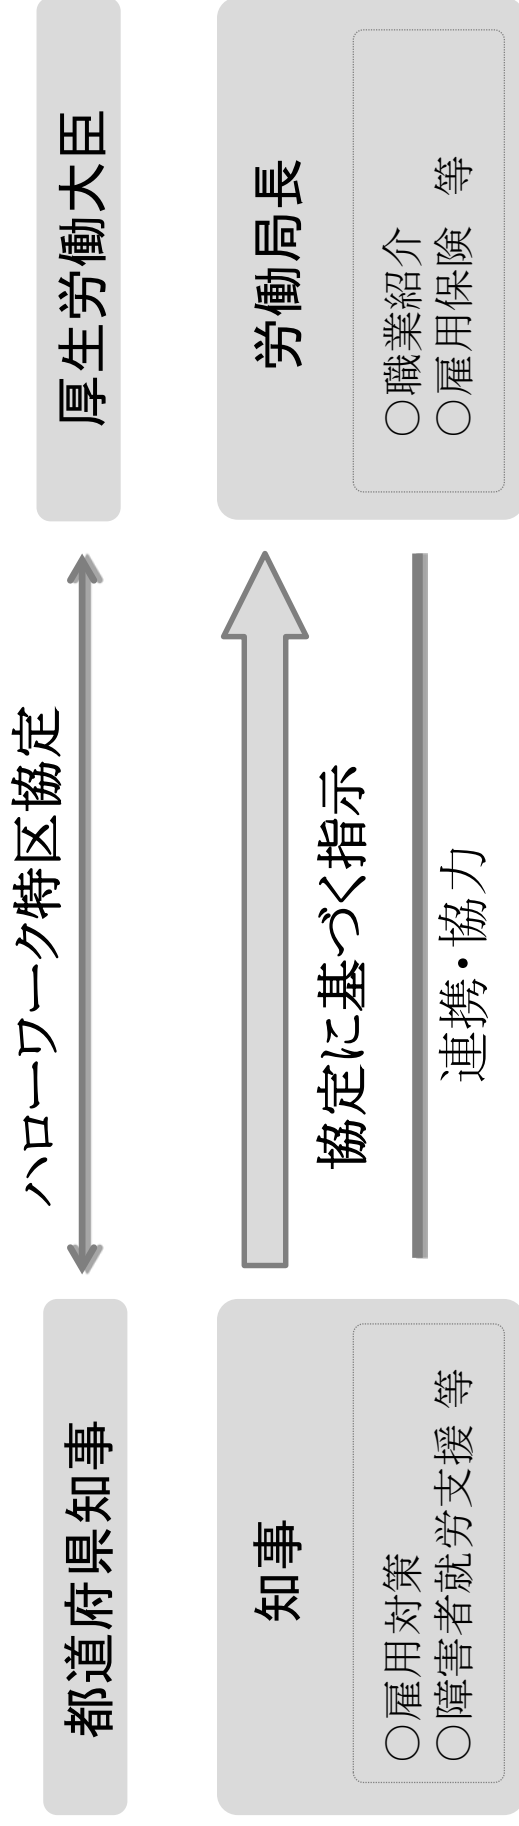 ハローワーク特区協定
都道府県知事
厚生労働大臣
知事
○雇用対策
○障害者就労支援 等
協定に基づく指示
連携・協力
労働局長
○職業紹介
○雇用保険 等